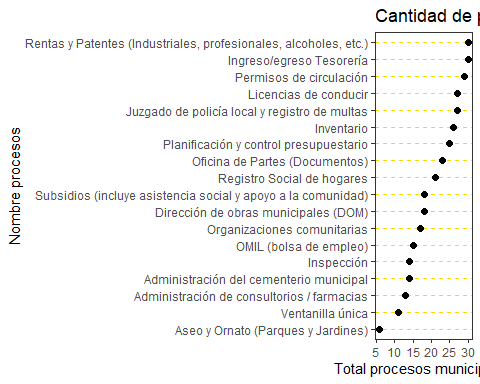 Cantidad de
Rentas y Patentes (Industriales, profesionales, alcoholes, etc.)
Ingreso/egreso Tesorería
Permisos de circulación
Licencias de conducir
Juzgado de policía local y registro de multas
Inventario
Planificación y control presupuestario
Oficina de Partes (Documentos)
Registro Social de hogares
Subsidios (incluye asistencia social y apoyo a la comunidad)
Dirección de obras municipales (DOM)
Organizaciones comunitarias
OMIL (bolsa de empleo)
Inspección
Administración del cementerio municipal
Administración de consultorios / farmacias
Ventanilla única
Aseo y Ornato (Parques y Jardines)
Nombre procesos
5 10 15 20 25 30
Total procesos municip